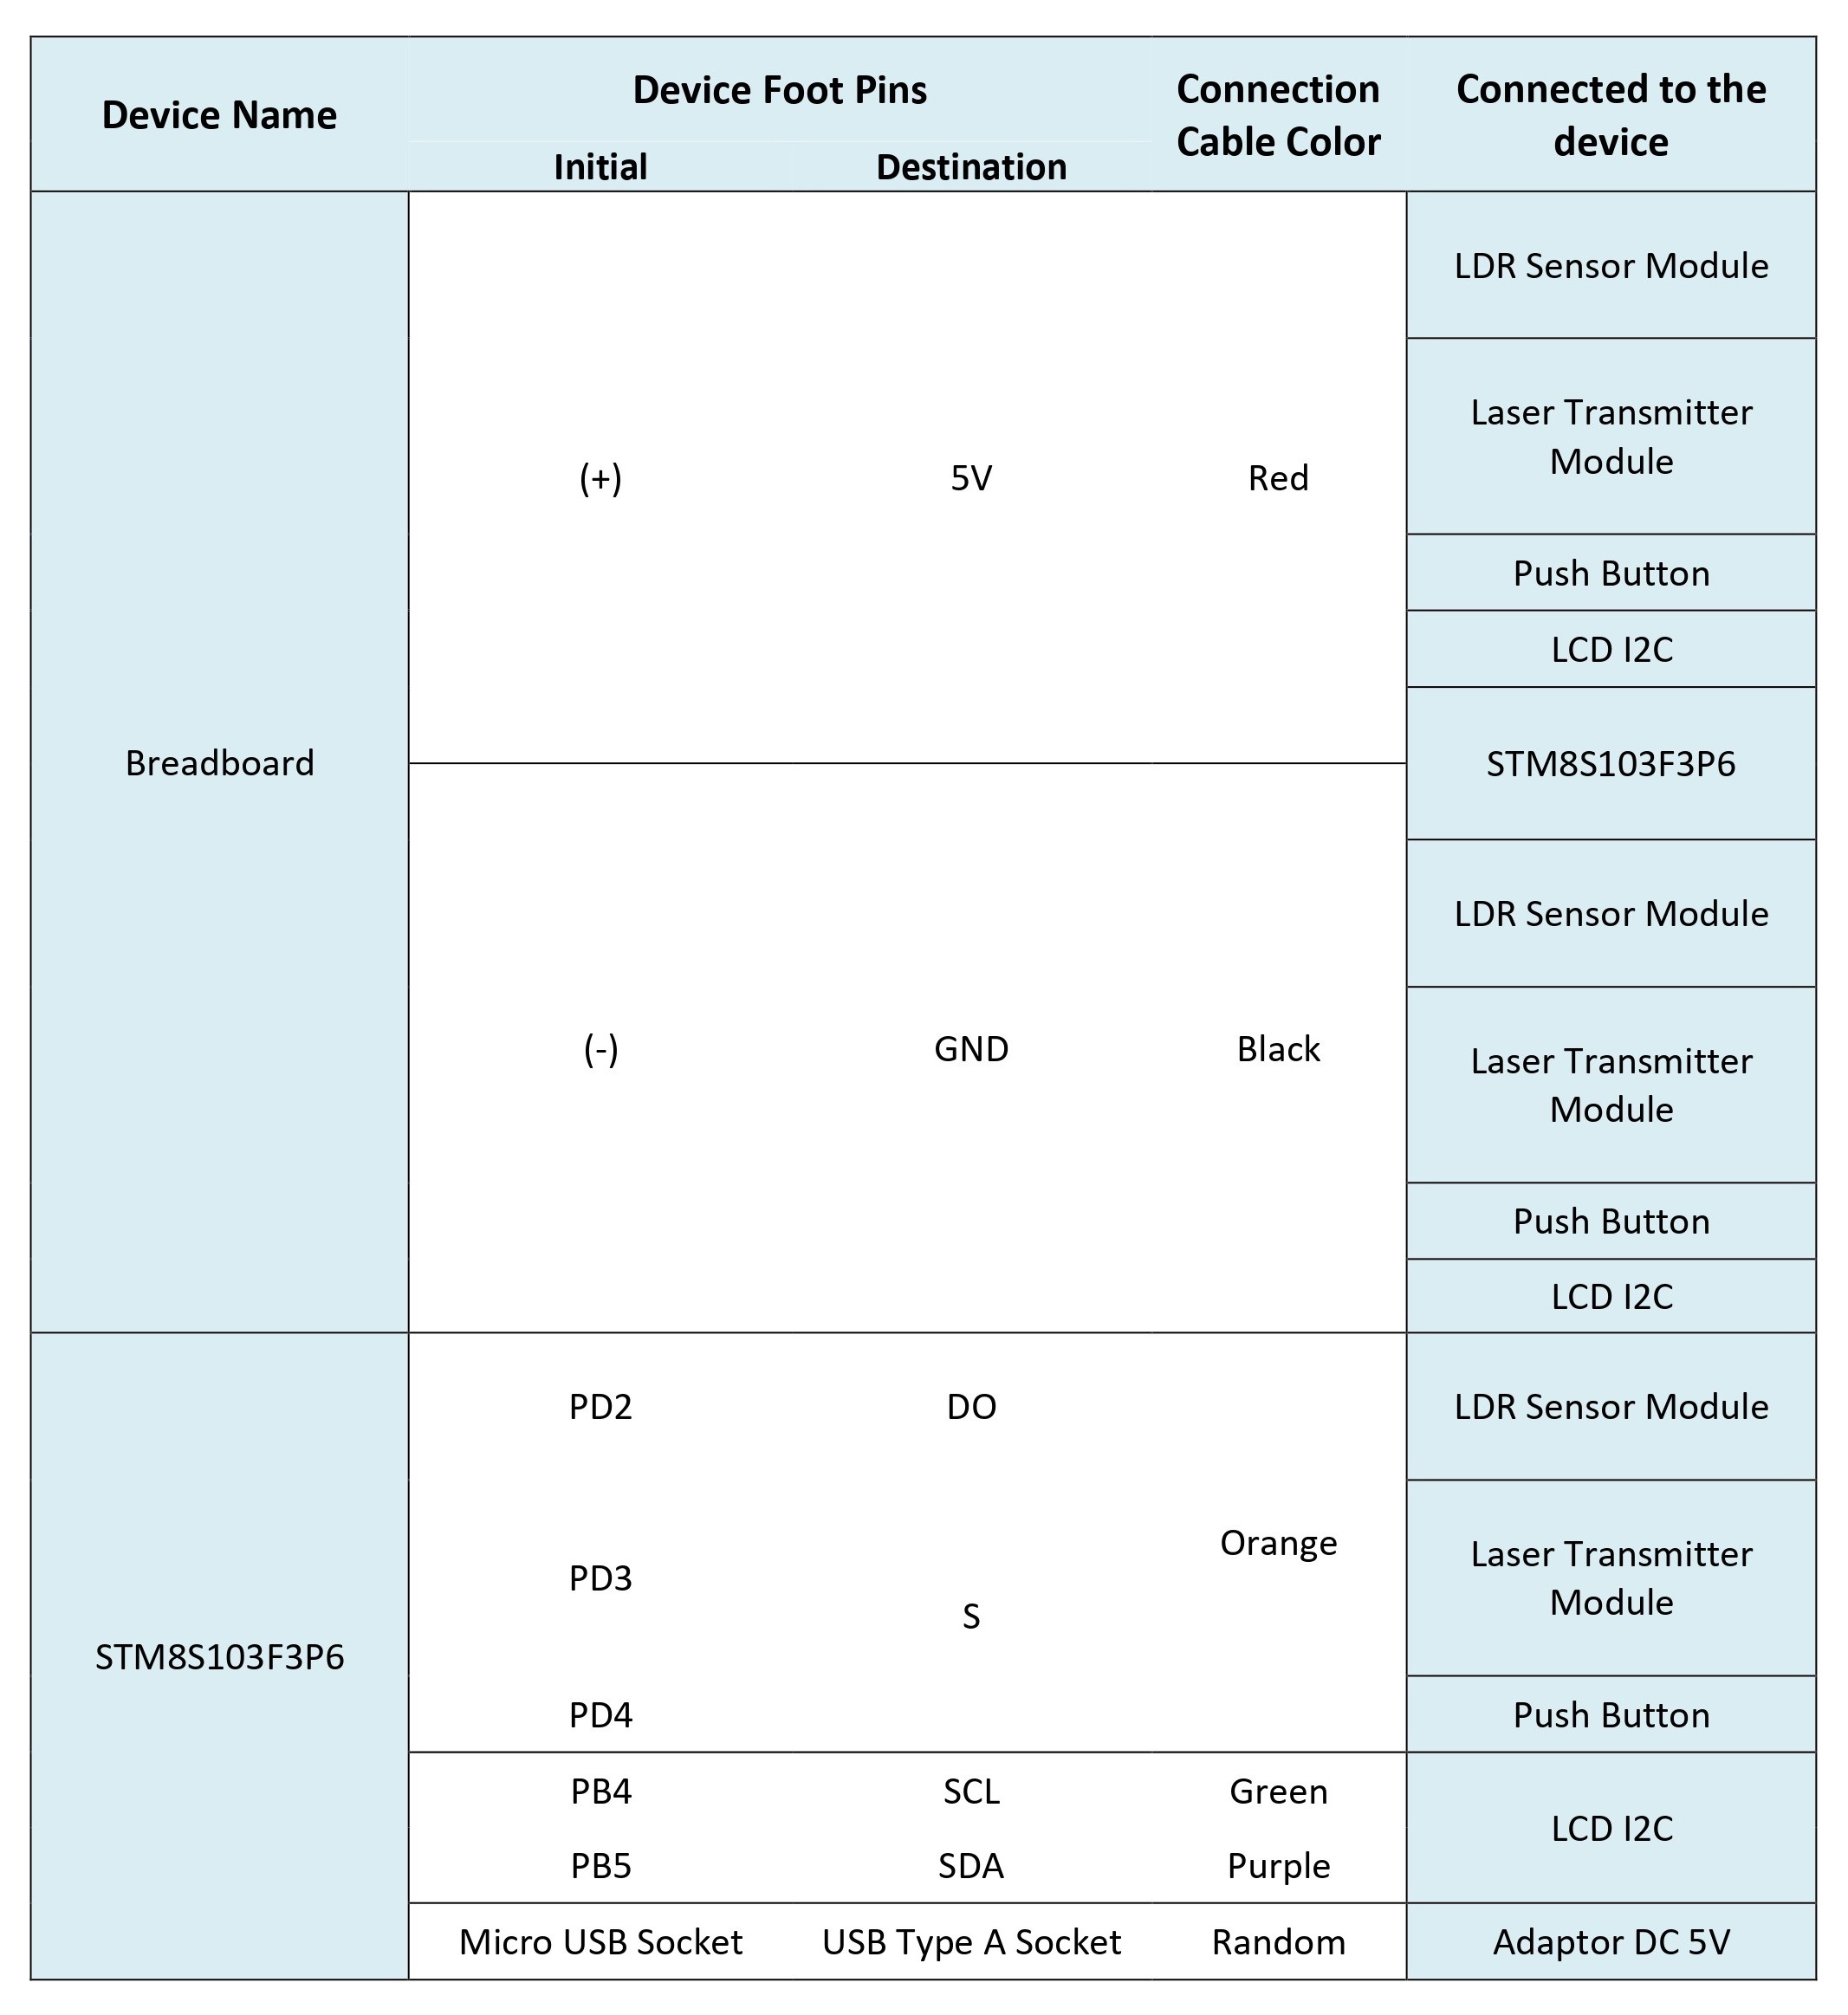 Device Name
Device Foot Pins
Connection
Cable Color
Connected to the
device
Initial
Destination
Breadboard
(+)
5V
Red
LDR Sensor Module
Laser Transmitter
Module
Push Button
LCD I2C
STM8S103F3P6
(-)
GND
Black
LDR Sensor Module
Laser Transmitter
Module
Push Button
LCD I2C
STM8S103F3P6
PD2
DO
Orange
LDR Sensor Module
PD3
S
Laser Transmitter
Module
PD4
Push Button
PB4
SCL
Green
LCD I2C
PB5
SDA
Purple
Micro USB Socket
USB Type A Socket
Random
Adaptor DC 5V